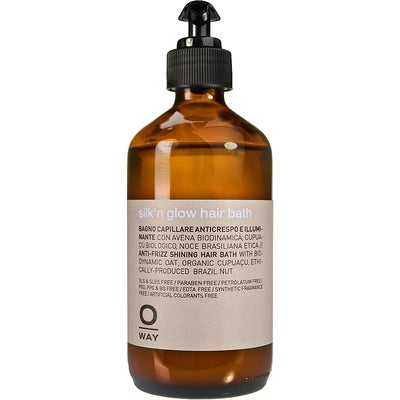 silk'n glow hair bath
BAGNO CAPILLARE ANTICRESPO E ILLUMI-
NANTE CON AVENA BIODINAMICA, CUPUA-
ÇU BIOLOGICO, NOCE BRASILIANA ETICA //
ANTI-FRIZZ SHINING HAIR BATH WITH BIO-
DYNAMIC OAT, ORGANIC CUPUAÇU, ETHI-
CALLY-PRODUCED BRAZIL NUT
SLS & SLES FREE / PARABEN FREE / PETROLATUM FREE /
PEG, PPG & BG FREE / EDTA FREE / SYNTHETIC FRAGRANCE
FREE / ARTIFICIAL COLORANTS FREE
O
WAY